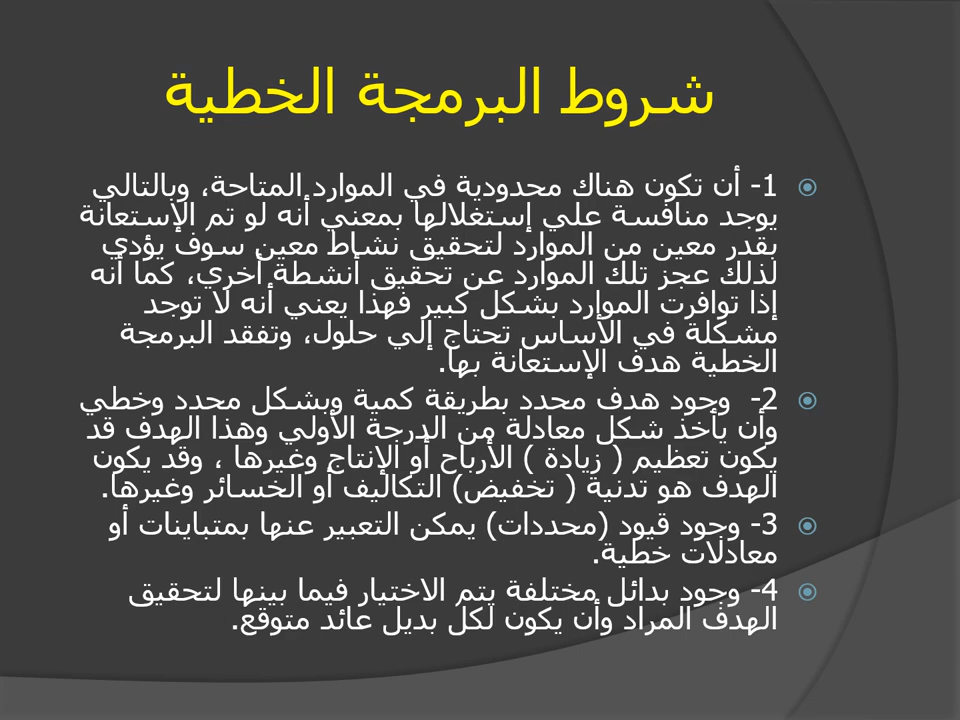 شروط البرمجة الخطية
1- أن تكون هناك محدودية في الموارد المتاحة، وبالتالي
يوجد منافسة علي إستغلالها بمعني أنه لو تم الإستعانة
بقدر معين من الموارد لتحقيق نشاط معين سوف يؤدي
لذلك عجز تلك الموارد عن تحقيق أنشطة أخري، كما أنه
إذا توافرت الموارد بشكل كبير فهذا يعني أنه لا توجد
مشكلة في الأساس تحتاج إلي حلول، وتفقد البرمجة
الخطية هدف الإستعانة بها.
2- وجود هدف محدد بطريقة كمية وبشكل محدد وخطي
وأن يأخذ شكل معادلة من الدرجة الأولي وهذا الهدف قد
يكون تعظيم ( زيادة ) الأرباح أو الإنتاج وغيرها ، وقد يكون
الهدف هو تدنية ( تخفيض) التكاليف أو الخسائر وغيرها.
3- وجود قيود (محددات) يمكن التعبير عنها بمتباينات أو
معادلات خطية.
4- وجود بدائل مختلفة يتم الاختيار فيما بينها لتحقيق
الهدف المراد وأن يكون لكل بديل عائد متوقع.